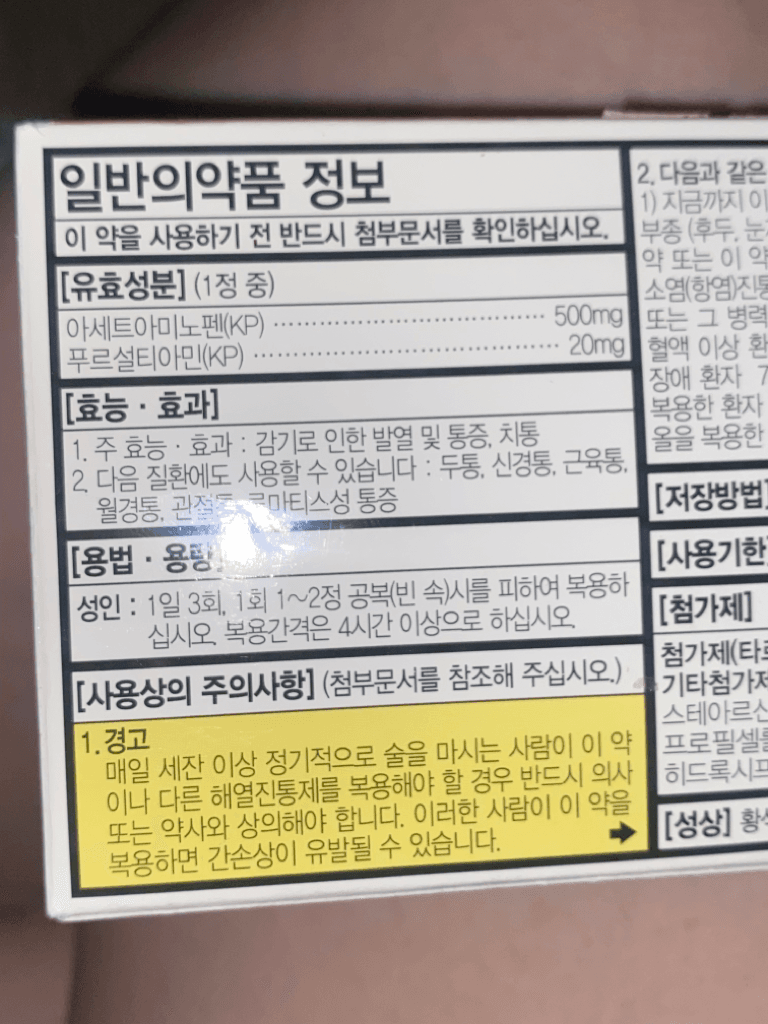 일반의약품 정보
이 약을 사용하기 전 반드시 첨부문서를 확인하십시오.
[유효성분] (1정 중)
아세트아미노펜(KP) ······························ 500mg
푸르설티아민(KP) ································· 20mg
[효능 · 효과]
1. 주 효능 · 효과 : 감기로 인한 발열 및 통증, 치통
2. 다음 질환에도 사용할 수 있습니다 : 두통, 신경통, 근육통,
월경통, 류마티스성 통증
[용법 · 용량]
성인 : 1일 3회, 1회 1~2정 공복(빈 속)시를 피하여 복용하
십시오. 복용간격은 4시간 이상으로 하십시오.
[사용상의 주의사항] (첨부문서를 참조해 주십시오.)
1. 경고
매일 세잔 이상 정기적으로 술을 마시는 사람이 이 약
이나 다른 해열진통제를 복용해야 할 경우 반드시 의사
또는 약사와 상의해야 합니다. 이러한 사람이 이 약을
복용하면 간손상이 유발될 수 있습니다.
2. 다음과 같은
1) 지금까지 이
부종 (후두, 눈
약 또는 이 약
소염(항염)진통
또는 그 병력
혈액 이상 환
장애 환자 7
복용한 환자
올을 복용한
[저장방법]
[사용기한]
[첨가제]
첨가제(타르
기타첨가제
스테아르산
프로필셀룰
히드록시프
[성상] 황색